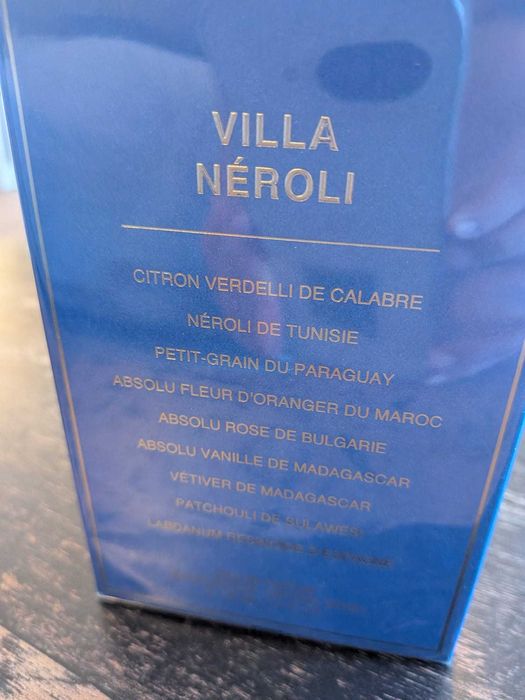 VILLA
NÉROLI
CITRON VERDELLI DE CALABRE
NÉROLI DE TUNISIE
PETIT-GRAIN DU PARAGUAY
ABSOLU FLEUR D'ORANGER DU MAROC
ABSOLU ROSE DE BULGARIE
ABSOLU VANILLE DE MADAGASCAR
VÉTIVER DE MADAGASCAR
PATCHOULI DE SULAWESI
LABDANUM